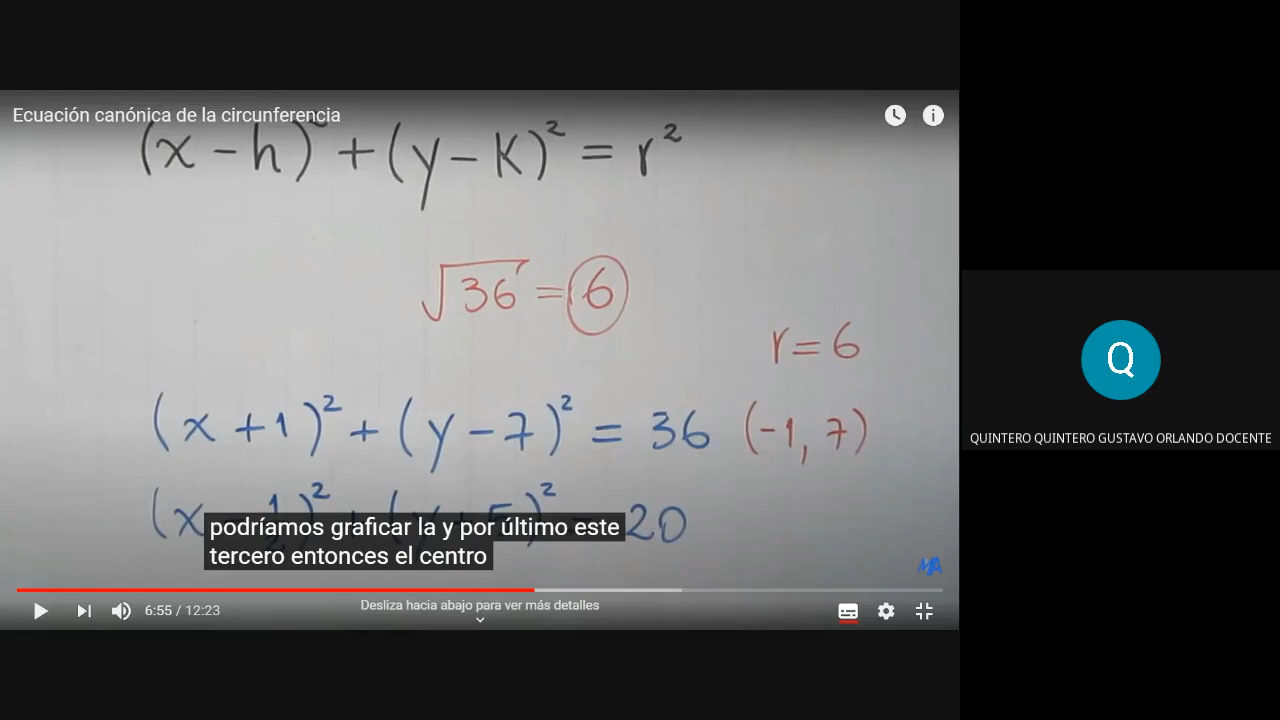 Ecuación canónica de la circunferencia
(x - h)² + (y - k)² = r²
√36 = 6
r = 6
(x + 1)² + (y - 7)² = 36 (-1, 7)
(x 20
podríamos graficar la y por último este
tercero entonces el centro
MA
6:55 / 12:23
Desliza hacia abajo para ver más detalles
Q
QUINTERO QUINTERO GUSTAVO ORLANDO DOCENTE